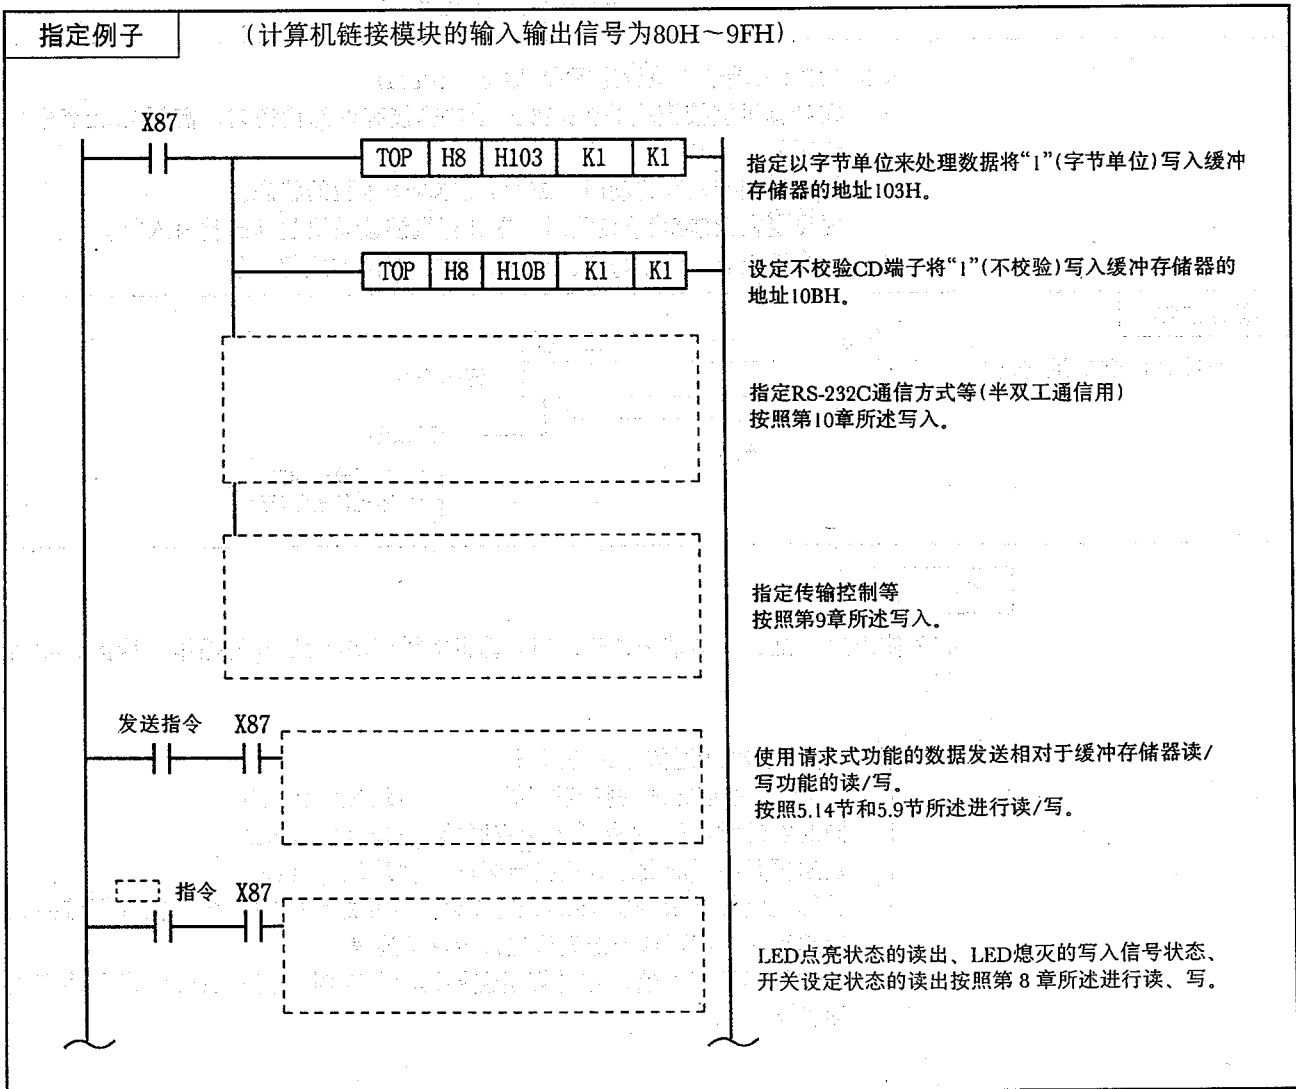 指定例子
(计算机链接模块的输入输出信号为80H～9FH)
X87
TOP H8 H103 K1 K1
指定以字节单位来处理数据将“1”(字节单位)写入缓冲
存储器的地址103H。
TOP H8 H10B K1 K1
设定不校验CD端子将“1”(不校验)写入缓冲存储器的
地址10BH。
指定RS-232C通信方式等(半双工通信用)
按照第10章所述写入。
指定传输控制等
按照第9章所述写入。
发送指令 X87
使用请求式功能的数据发送相对于缓冲存储器读/
写功能的读/写。
按照5.14节和5.9节所述进行读/写。
指令 X87
LED点亮状态的读出、LED熄灭的写入信号状态、
开关设定状态的读出按照第 8 章所述进行读、写。